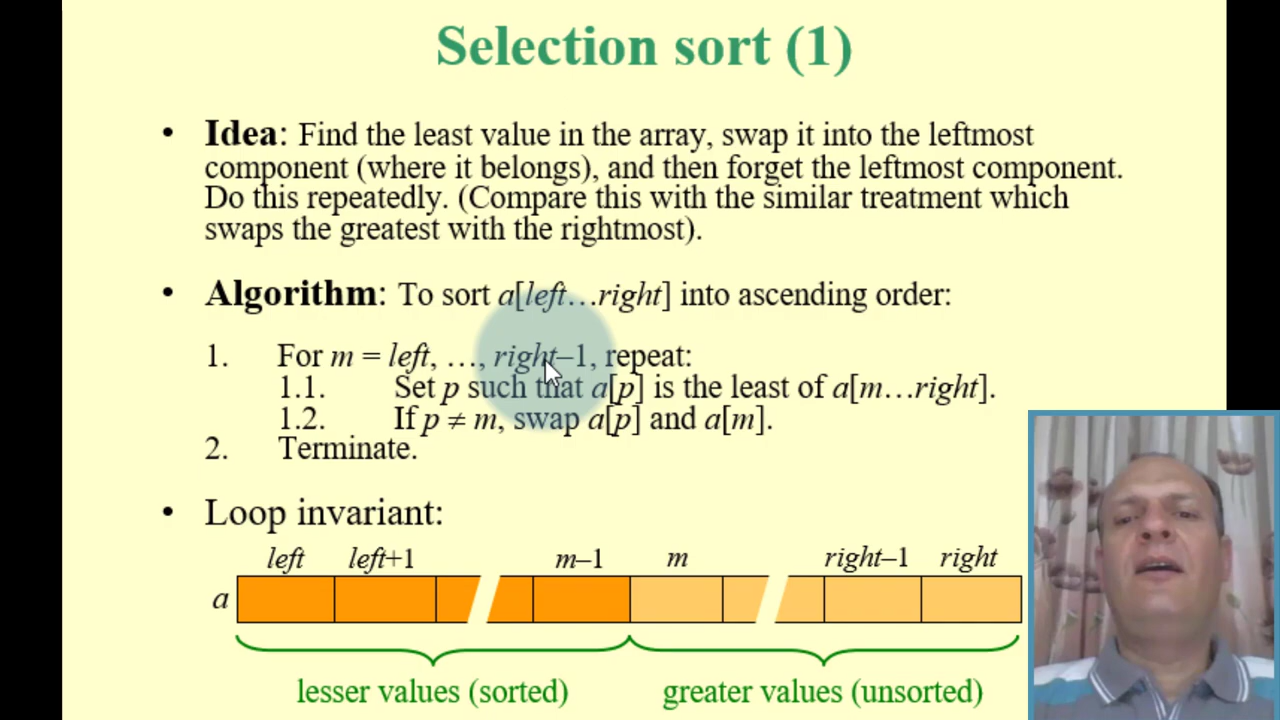 Selection sort (1)
• Idea: Find the least value in the array, swap it into the leftmost
component (where it belongs), and then forget the leftmost component.
Do this repeatedly. (Compare this with the similar treatment which
swaps the greatest with the rightmost).
• Algorithm: To sort a[left…right] into ascending order:
1. For m = left, …, right–1, repeat:
1.1. Set p such that a[p] is the least of a[m…right].
1.2. If p ≠ m, swap a[p] and a[m].
2. Terminate.
• Loop invariant:
left left+1 m–1 m right–1 right
a
lesser values (sorted) greater values (unsorted)